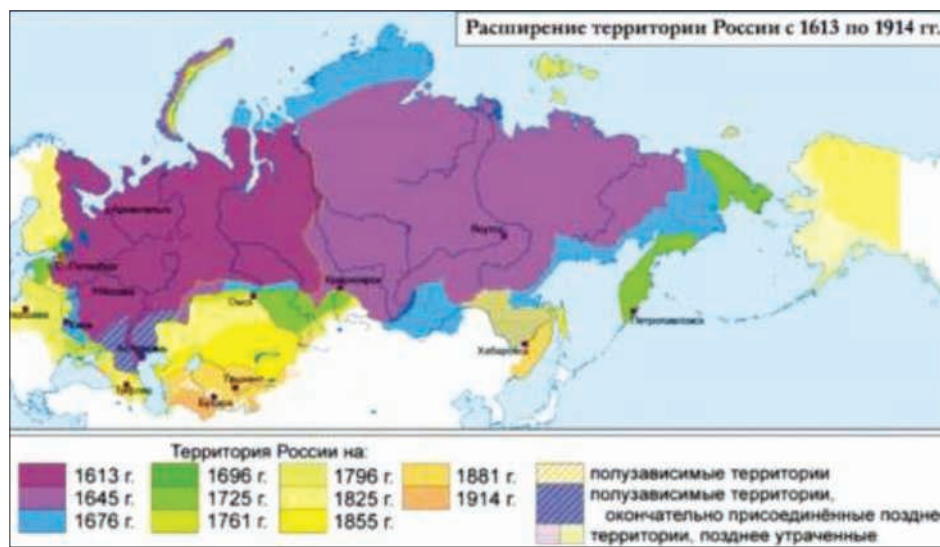 Расширение территории России с 1613 по 1914 гг.
Архангельск
С.-Петербург
Москва
Якутск
Красноярск
Омск
Петропавловск
Хабаровка
Ташкент
Бухара
Территория России на:
1613 г.
1645 г.
1676 г.
1696 г.
1725 г.
1761 г.
1796 г.
1825 г.
1855 г.
1881 г.
1914 г.
полузависимые территории
полузависимые территории,
окончательно присоединённые поздне
территории, позднее утраченные